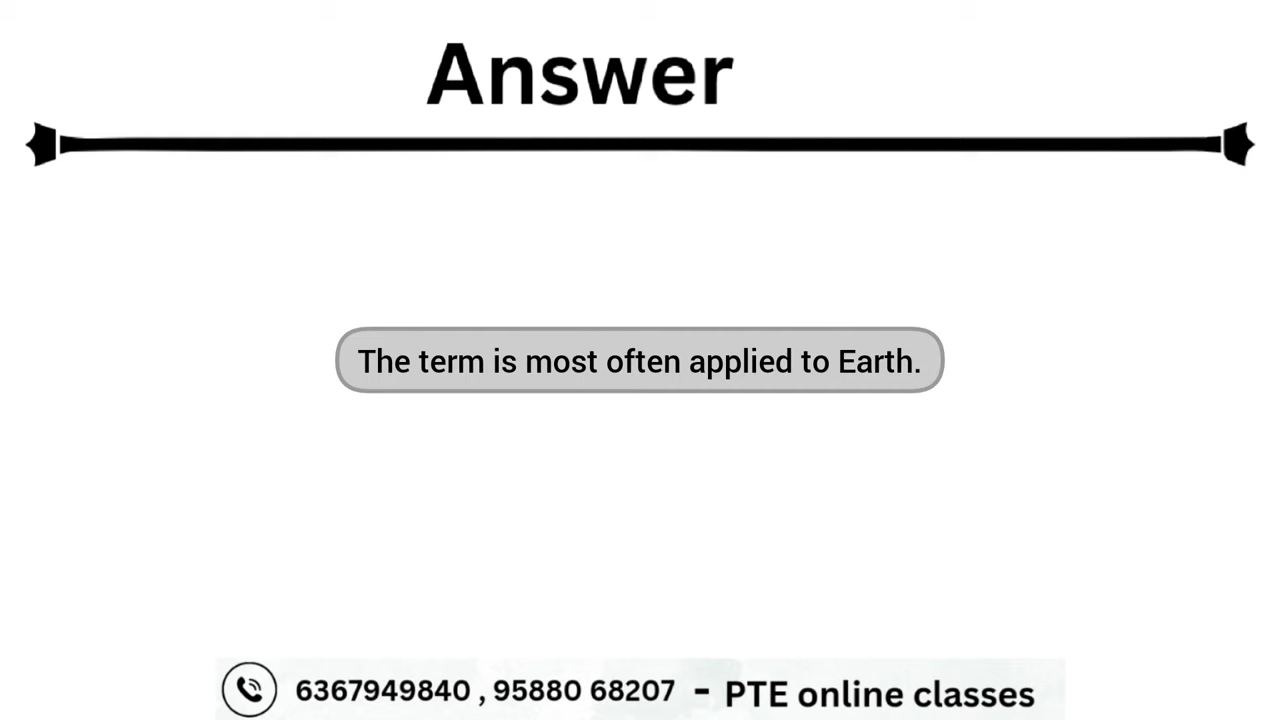 Answer
The term is most often applied to Earth.
6367949840 , 95880 68207 - PTE online classes